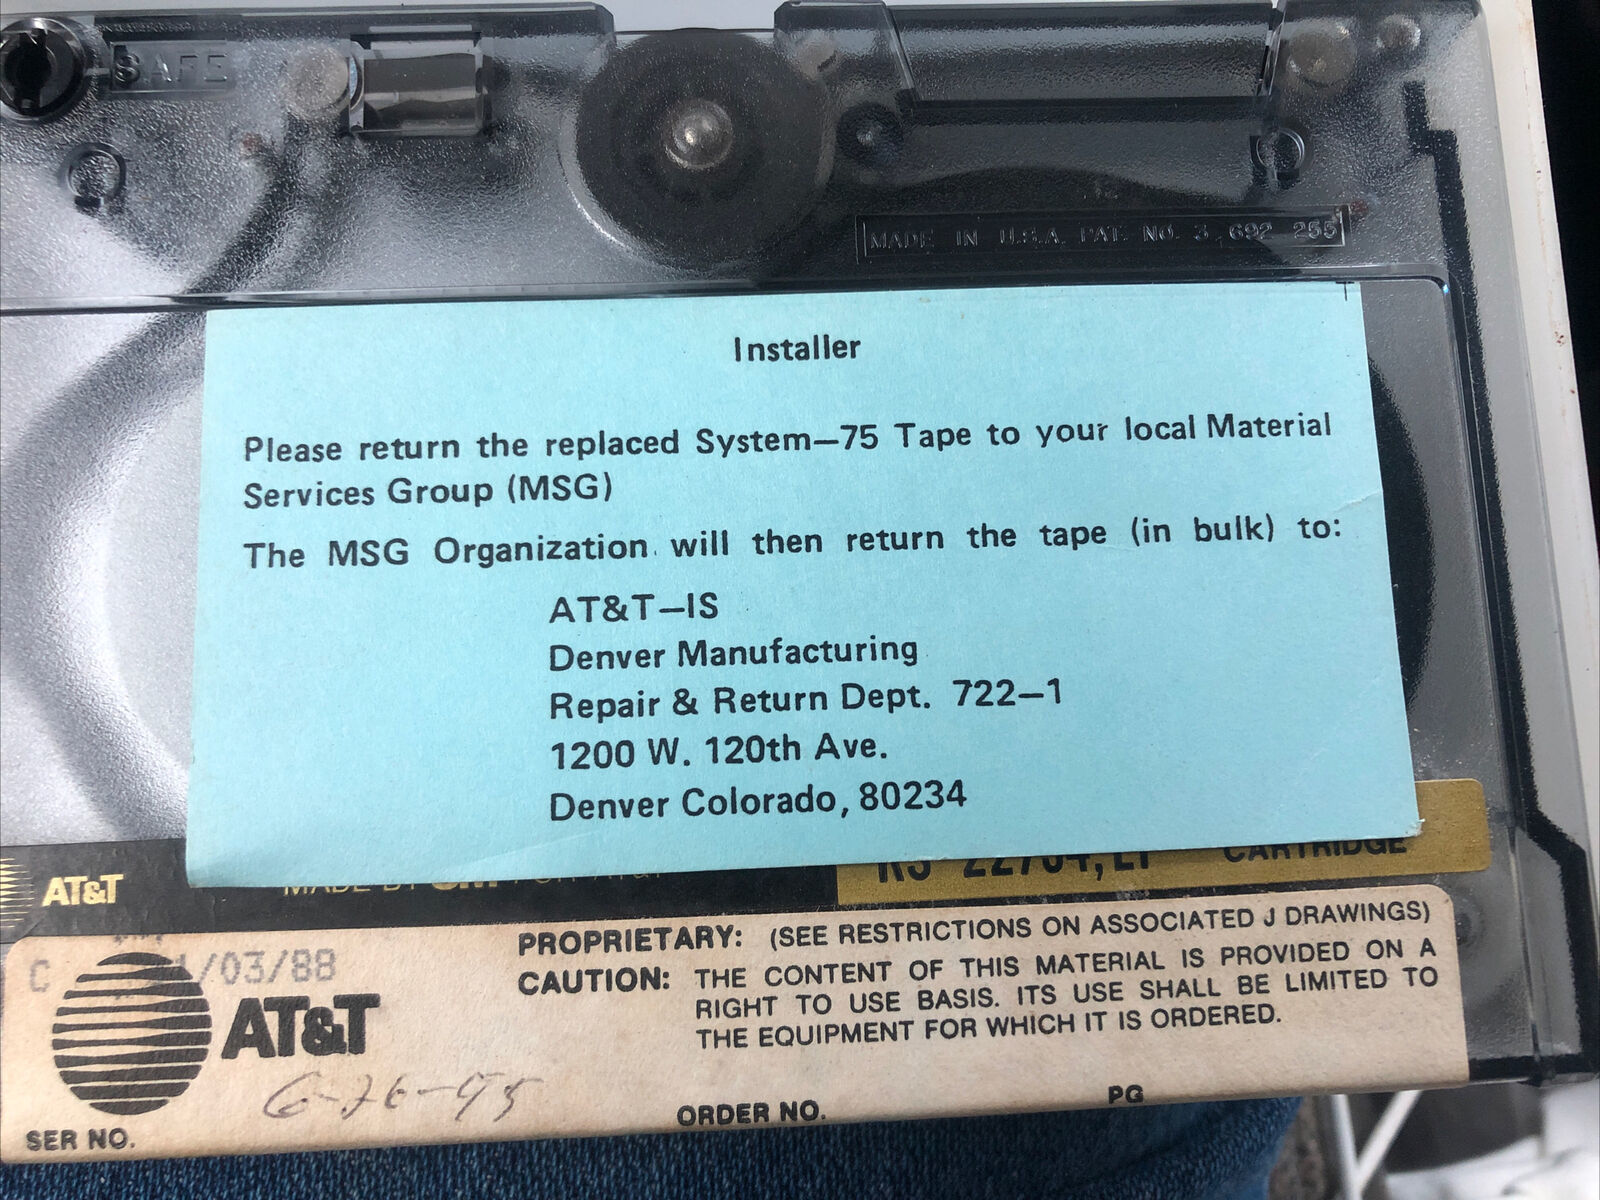 SAFE
MADE IN U.S.A. PAT. NO. 3,692 255
Installer
Please return the replaced System–75 Tape to your local Material
Services Group (MSG)
The MSG Organization will then return the tape (in bulk) to:
AT&T–IS
Denver Manufacturing
Repair & Return Dept. 722–1
1200 W. 120th Ave.
Denver Colorado, 80234
AT&T MADE BY
CARTRIDGE
PROPRIETARY: (SEE RESTRICTIONS ON ASSOCIATED J DRAWINGS)
CAUTION: THE CONTENT OF THIS MATERIAL IS PROVIDED ON A
RIGHT TO USE BASIS. ITS USE SHALL BE LIMITED TO
THE EQUIPMENT FOR WHICH IT IS ORDERED.
C 1/03/88
AT&T
6-26-95
SER NO.
ORDER NO.
PG